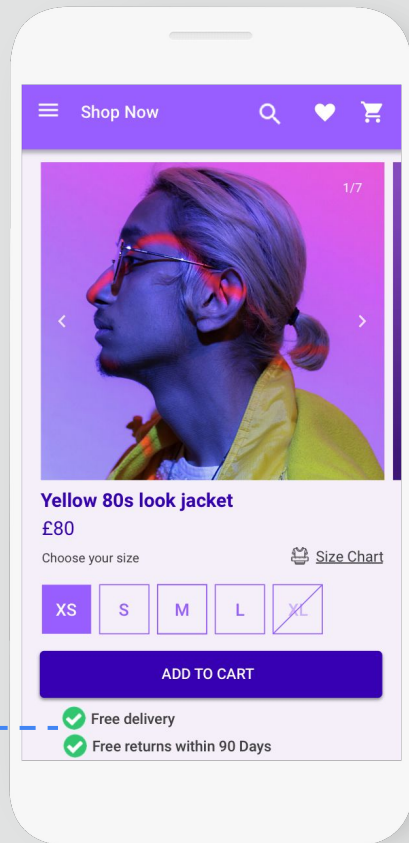 Shop Now
1/7
Yellow 80s look jacket
£80
Choose your size
Size Chart
XS S M L XL
ADD TO CART
Free delivery
Free returns within 90 Days